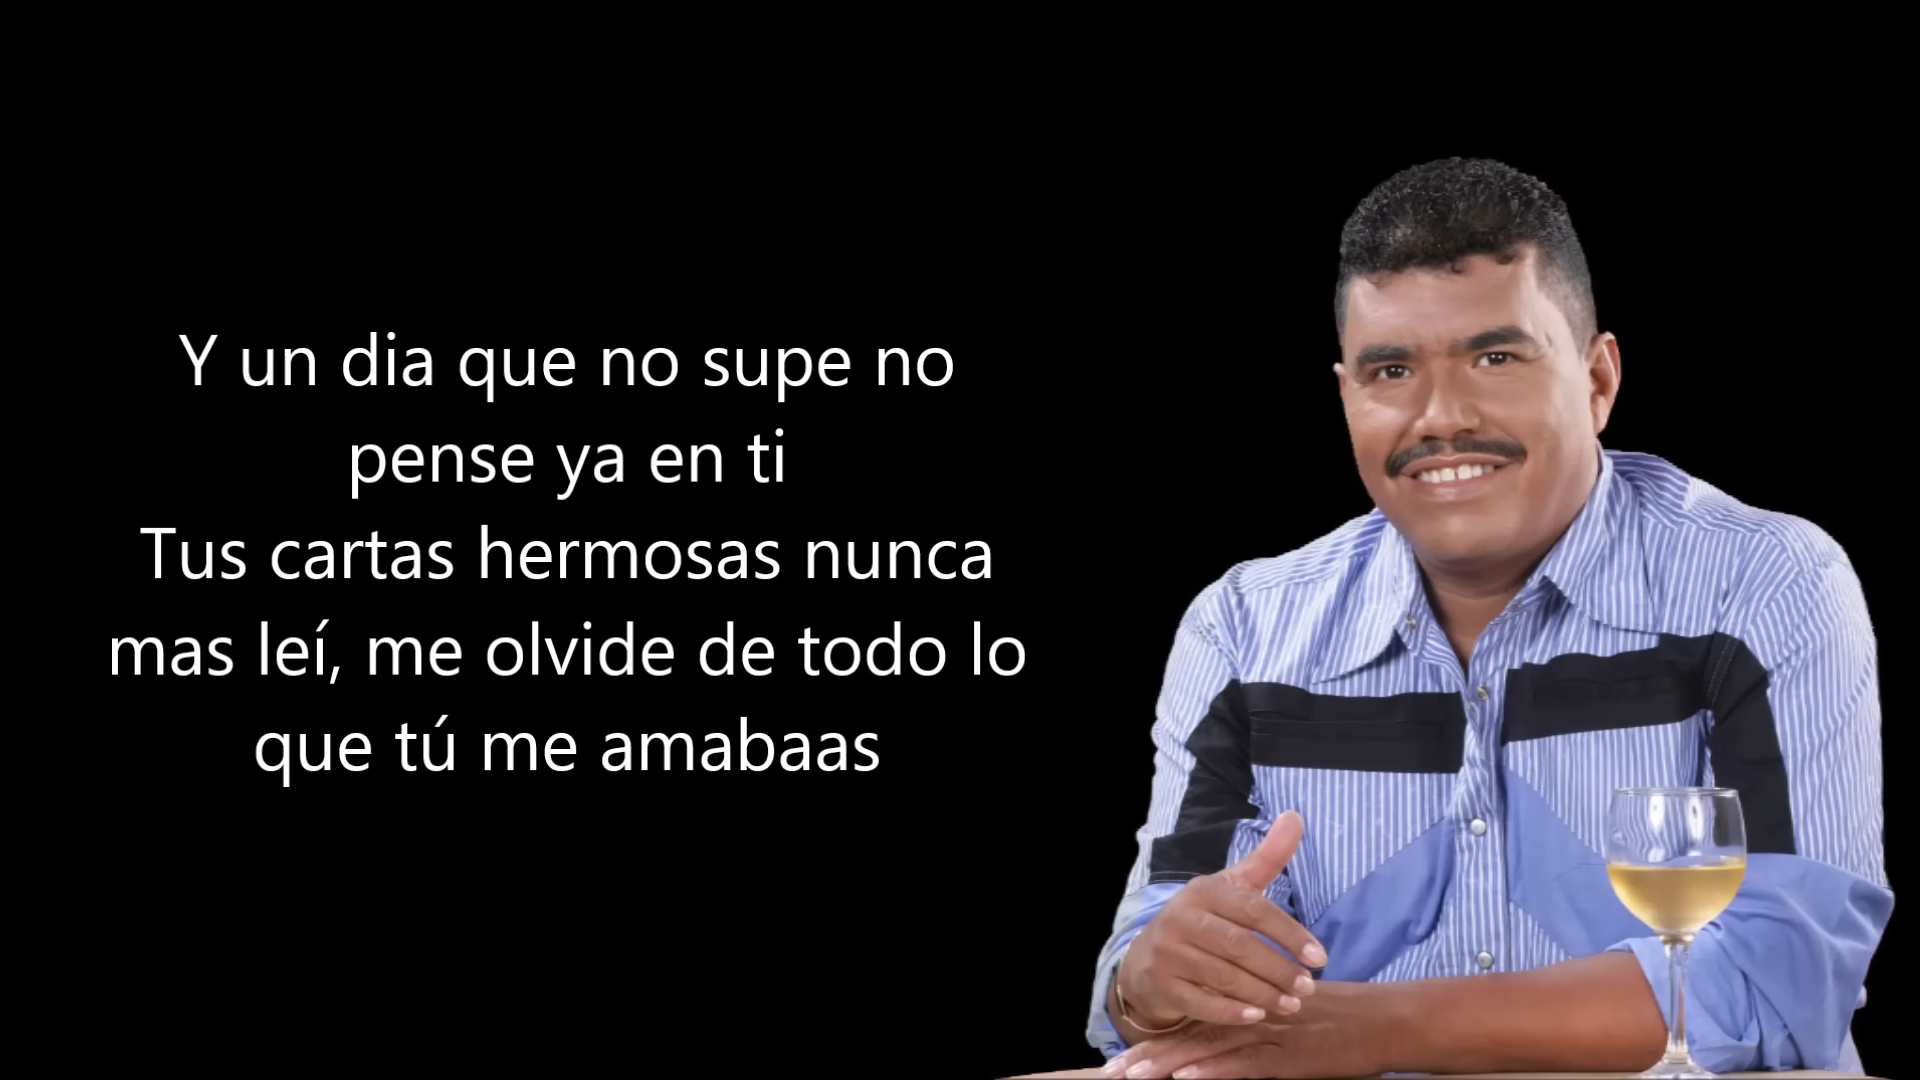 Y un dia que no supe no
pense ya en ti
Tus cartas hermosas nunca
mas leí, me olvide de todo lo
que tú me amabaas